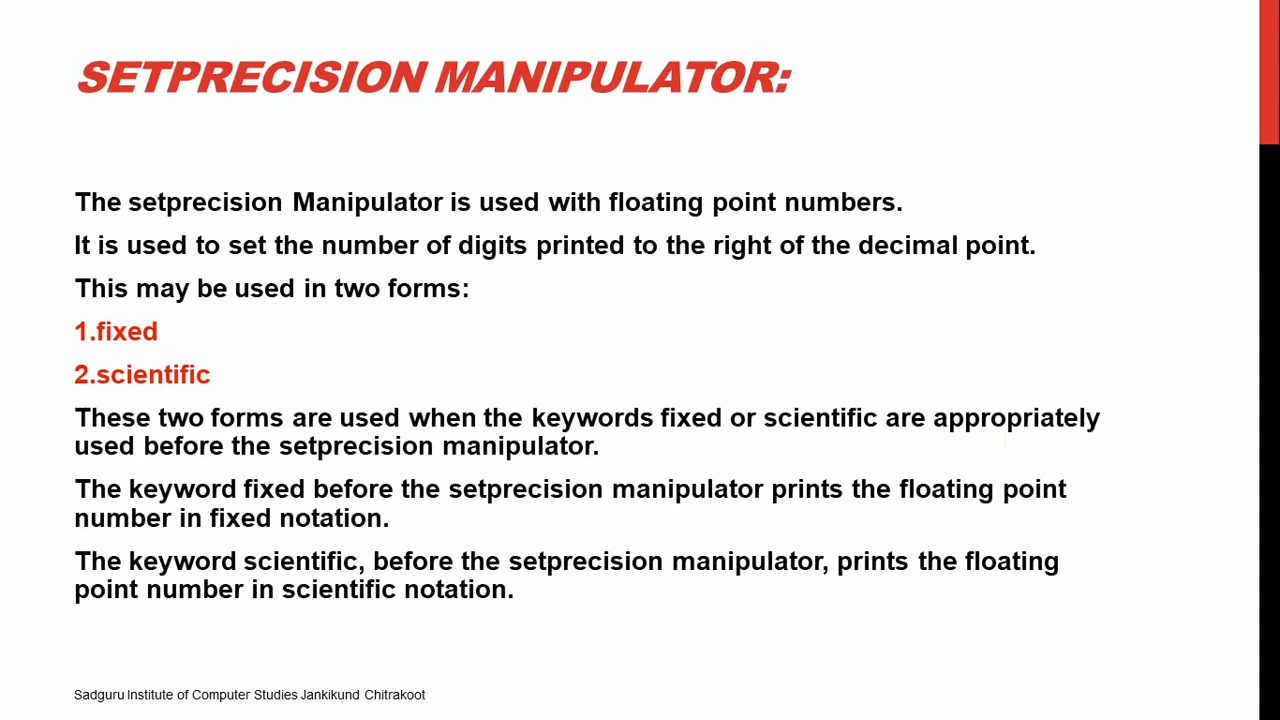 SETPRECISION MANIPULATOR:
The setprecision Manipulator is used with floating point numbers.
It is used to set the number of digits printed to the right of the decimal point.
This may be used in two forms:
1.fixed
2.scientific
These two forms are used when the keywords fixed or scientific are appropriately
used before the setprecision manipulator.
The keyword fixed before the setprecision manipulator prints the floating point
number in fixed notation.
The keyword scientific, before the setprecision manipulator, prints the floating
point number in scientific notation.
Sadguru Institute of Computer Studies Jankikund Chitrakoot